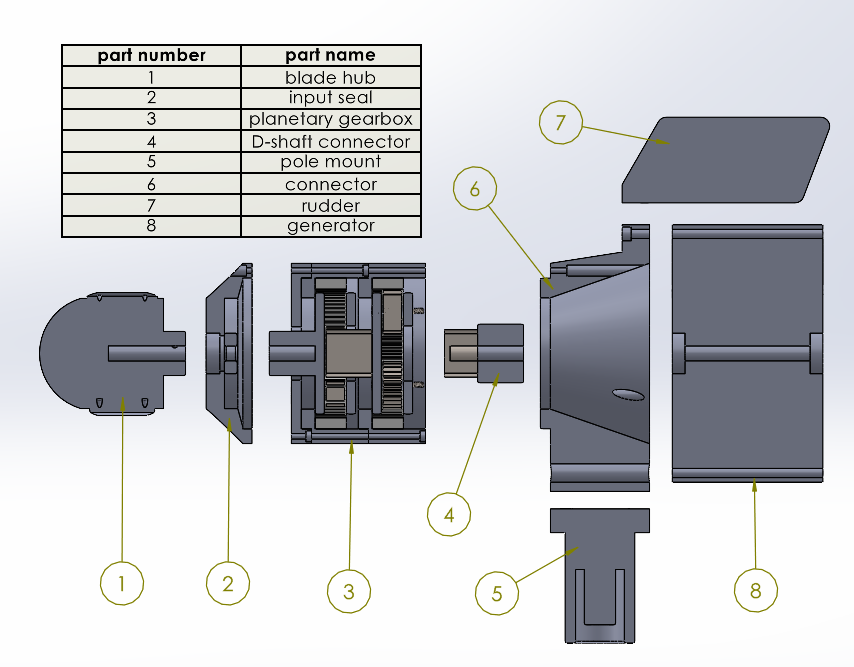 part number part name
1 blade hub
2 input seal
3 planetary gearbox
4 D-shaft connector
5 pole mount
6 connector
7 rudder
8 generator
7
6
4
1
2
3
5
8